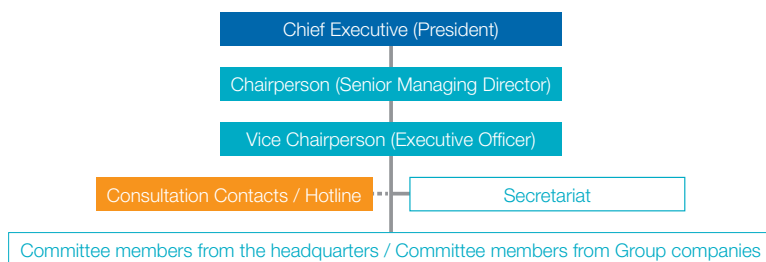 Chief Executive (President)
Chairperson (Senior Managing Director)
Vice Chairperson (Executive Officer)
Consultation Contacts / Hotline
Secretariat
Committee members from the headquarters / Committee members from Group companies